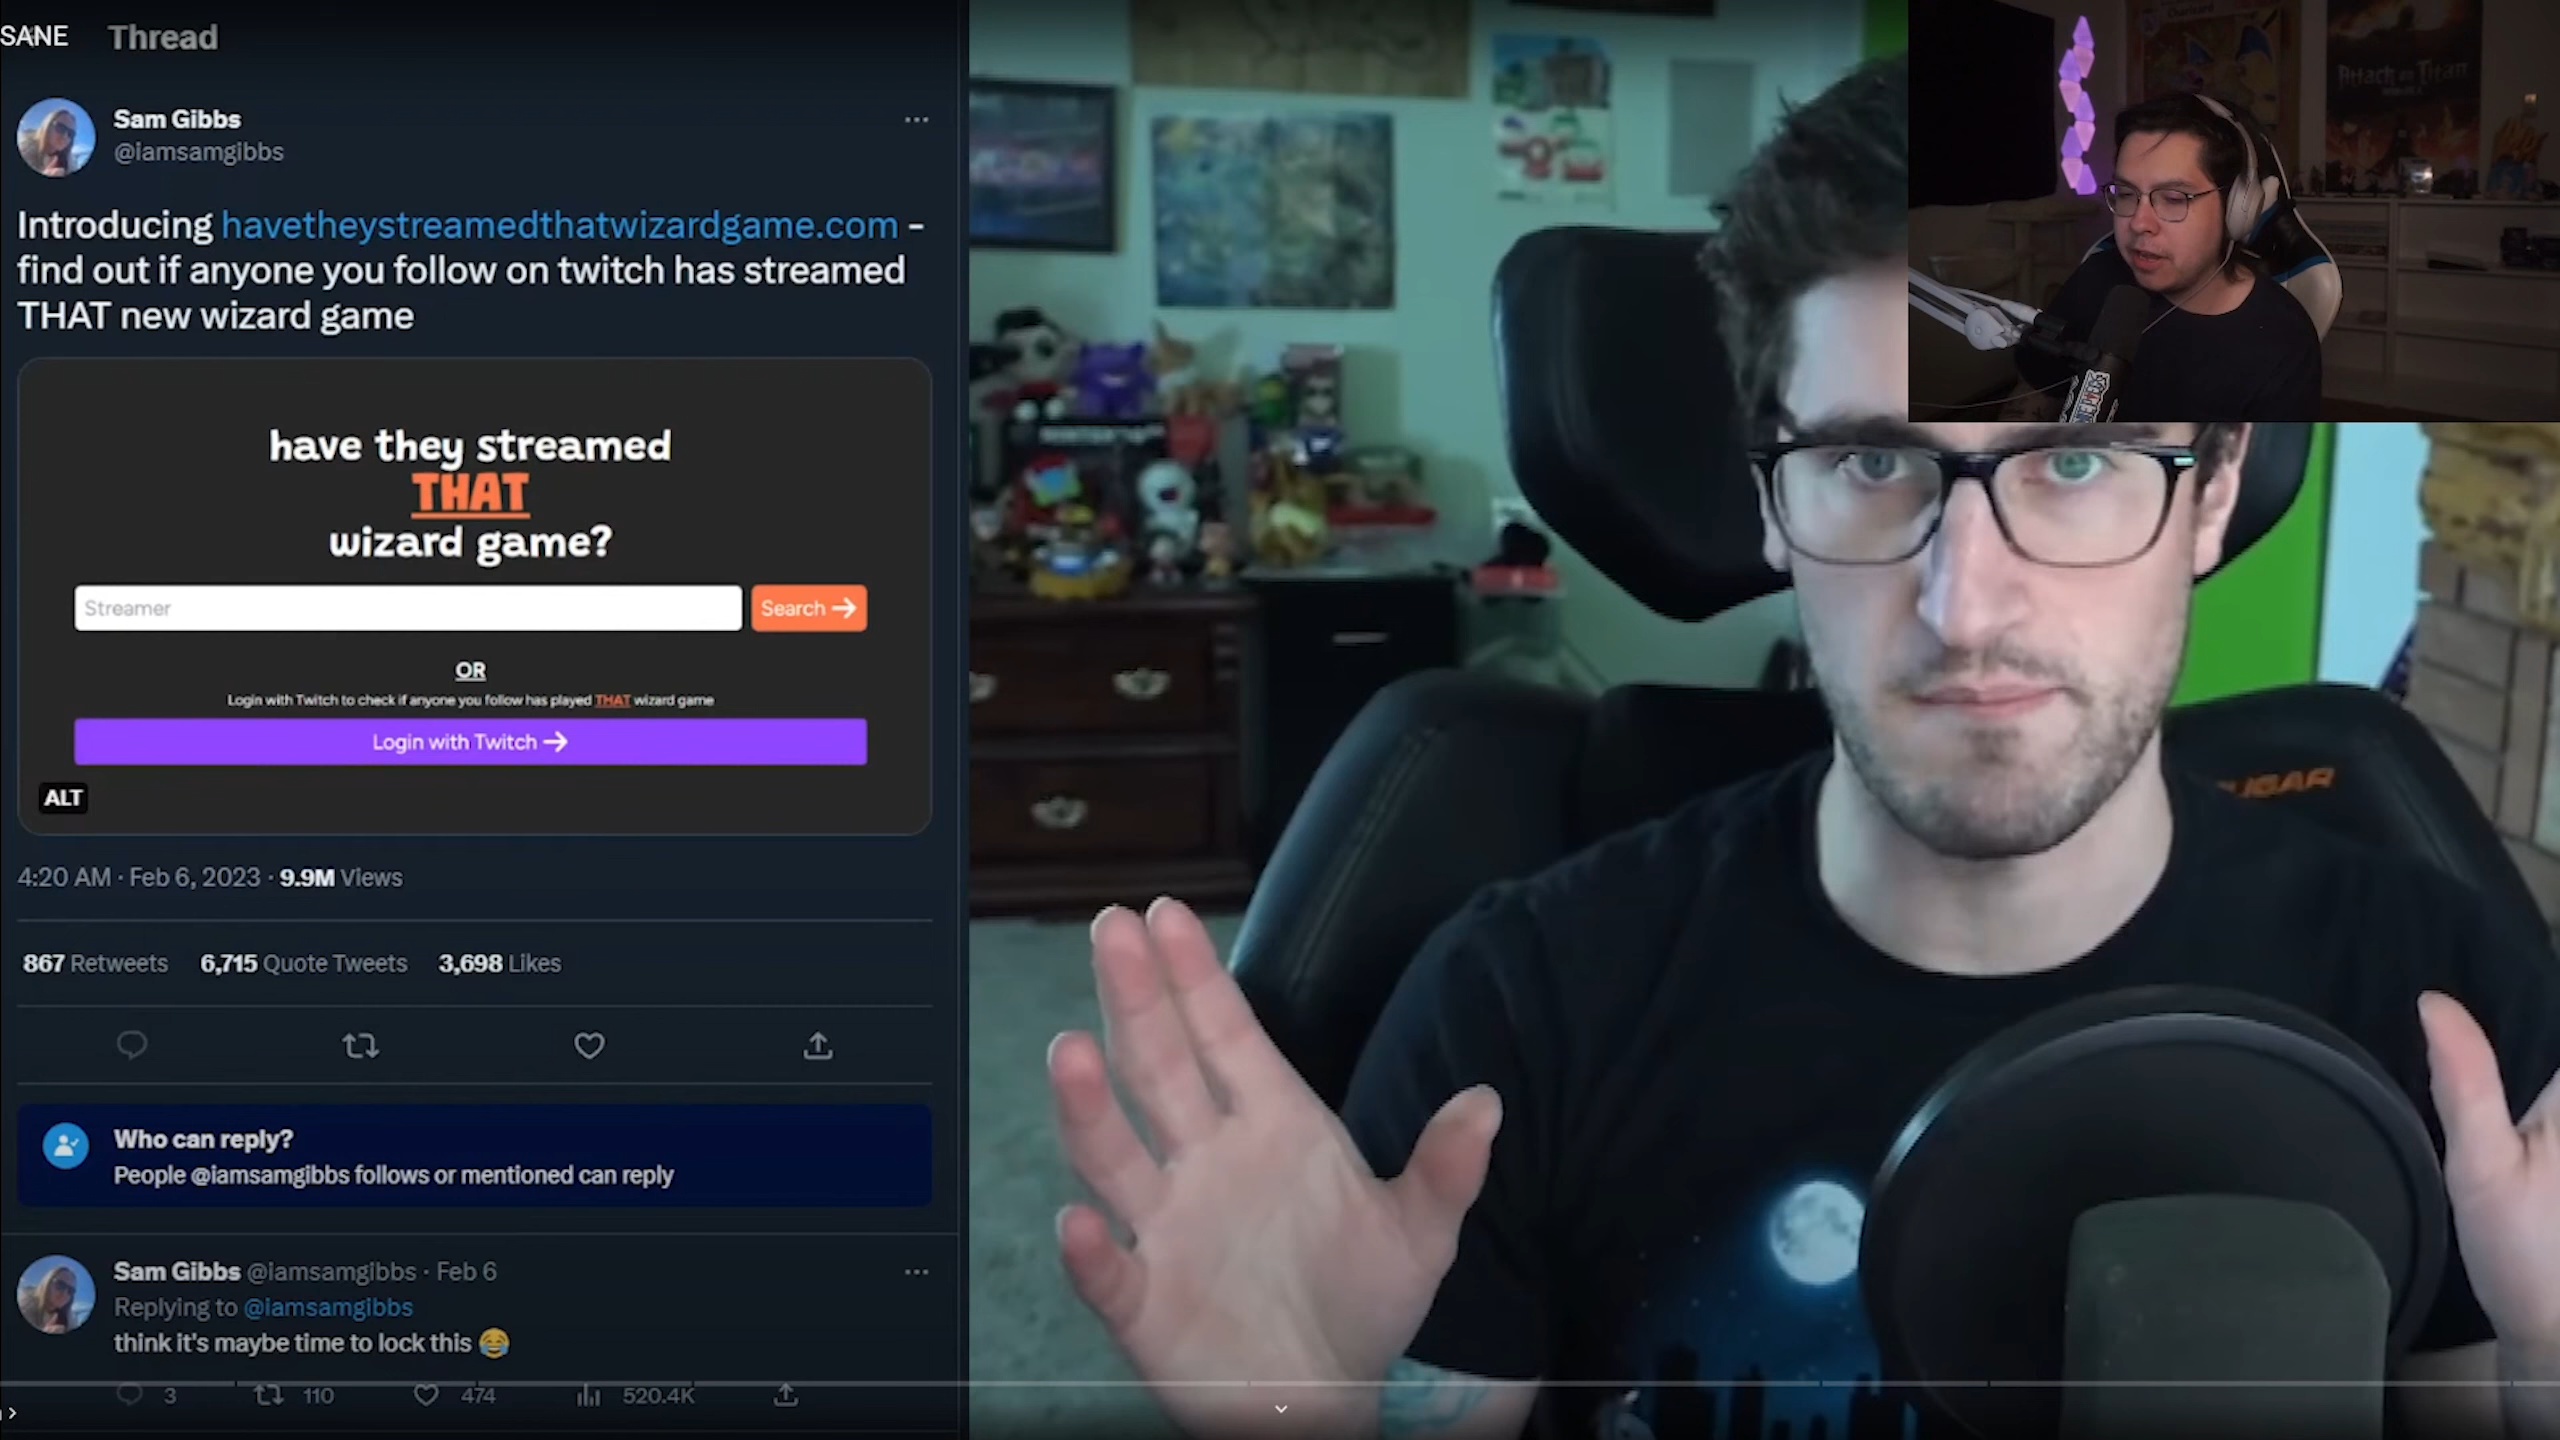 SANE
Thread
Sam Gibbs
@iamsamgibbs
Introducing havetheystreamedthatwizardgame.com -
find out if anyone you follow on twitch has streamed
THAT new wizard game
have they streamed
THAT
wizard game?
Streamer
Search →
OR
Login with Twitch to check if anyone you follow has played THAT wizard game
Login with Twitch →
ALT
4:20 AM · Feb 6, 2023 · 9.9M Views
867 Retweets 6,715 Quote Tweets 3,698 Likes
Who can reply?
People @iamsamgibbs follows or mentioned can reply
Sam Gibbs @iamsamgibbs · Feb 6
Replying to @iamsamgibbs
think it's maybe time to lock this 😂
3 110 474 520.4K
Attack on Titan
UGAR